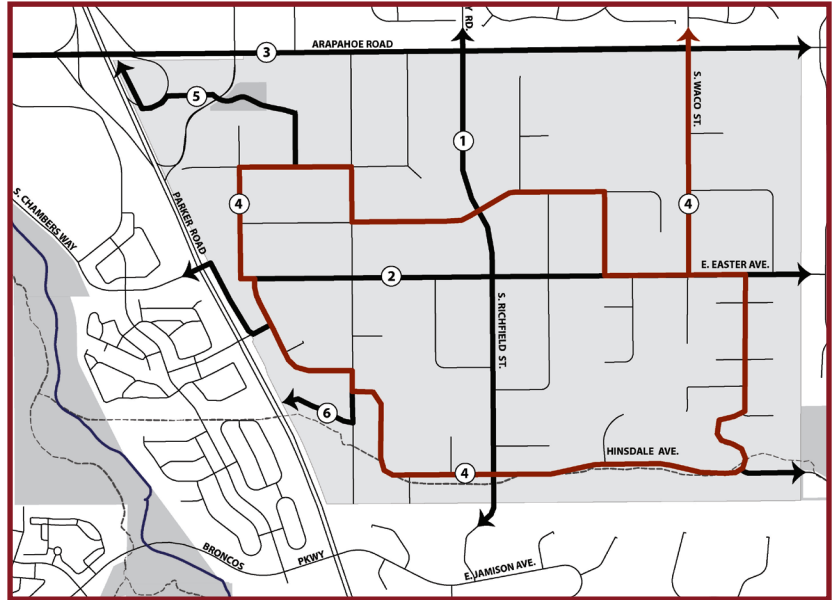 Y RD.
ARAPAHOE ROAD
3
5
S. WACO ST.
1
S. CHAMBERS WAY
PARKER ROAD
4
4
E. EASTER AVE.
2
S. RICHFIELD ST.
6
HINSDALE AVE.
4
BRONCOS PKWY
E. JAMISON AVE.